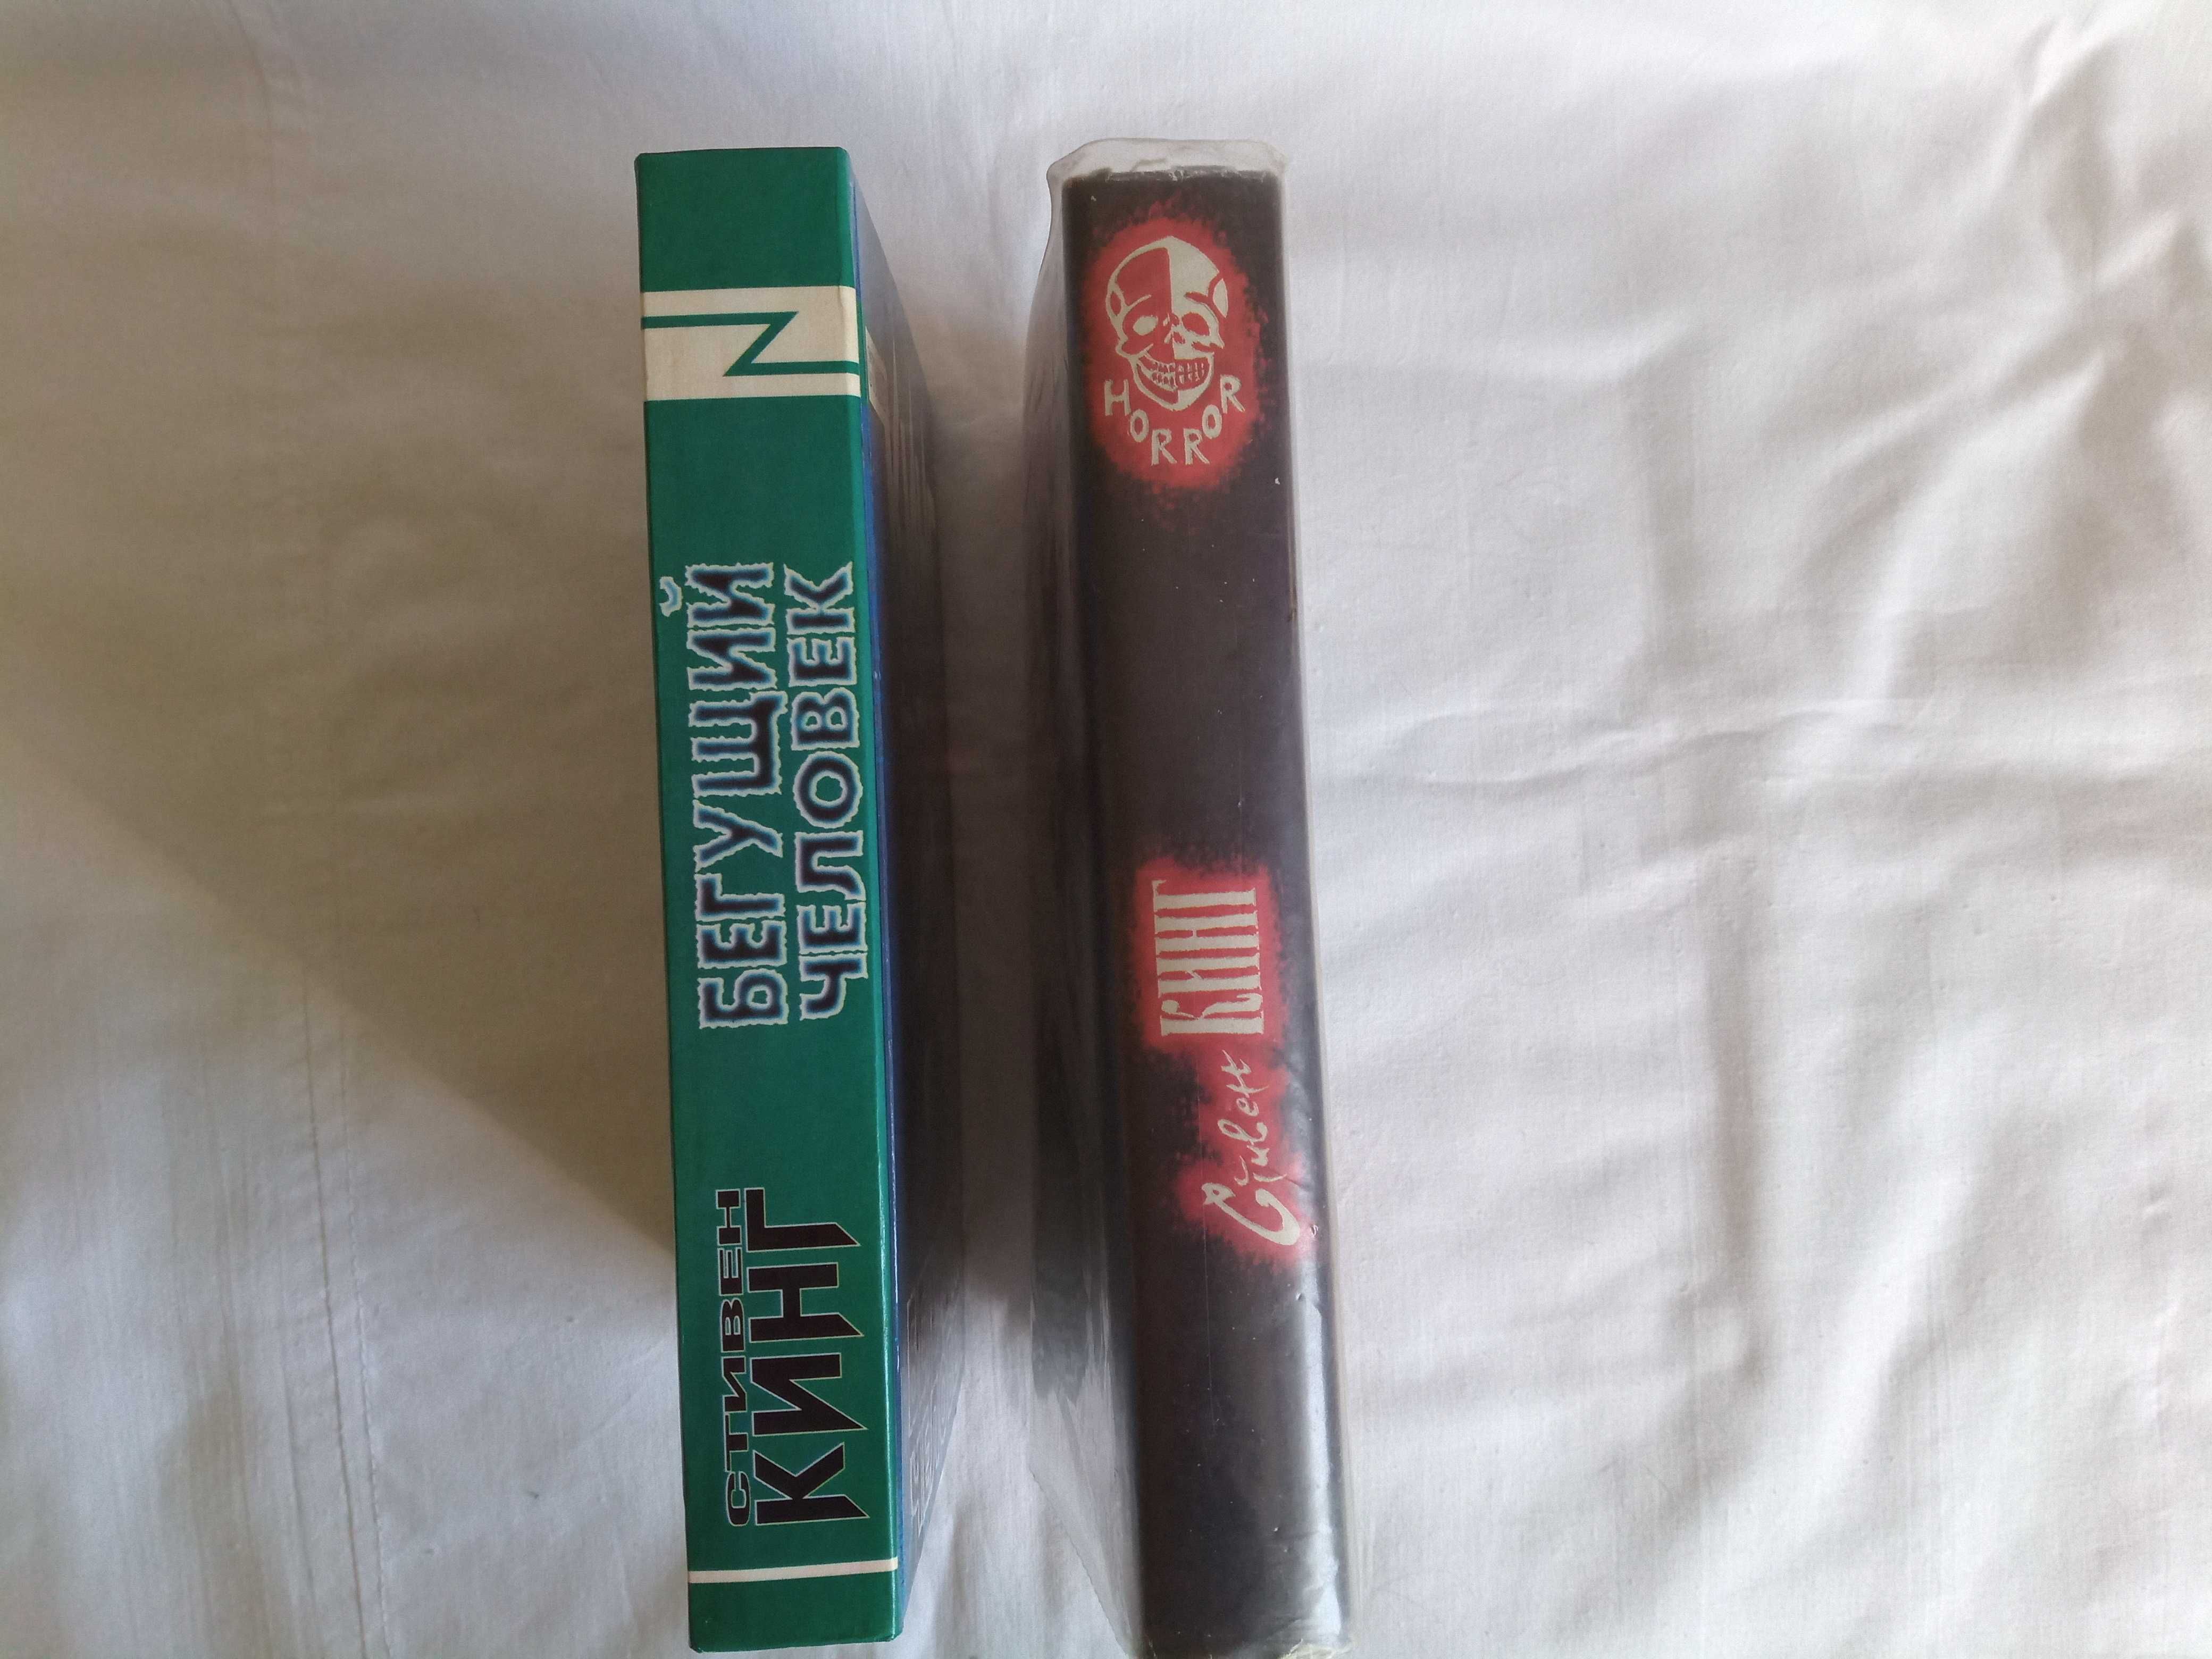 СТИВЕН
КИНГ
БЕГУЩИЙ
ЧЕЛОВЕК
HORROR
Стивен КИНГ